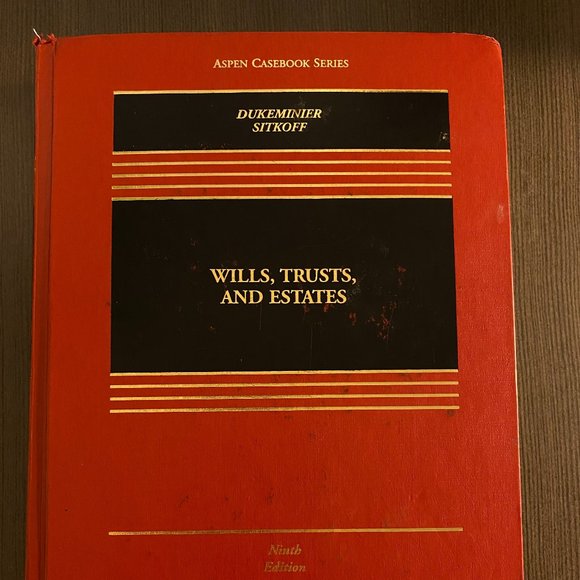 ASPEN CASEBOOK SERIES
DUKEMINIER
SITKOFF
WILLS, TRUSTS,
AND ESTATES
Ninth
Edition